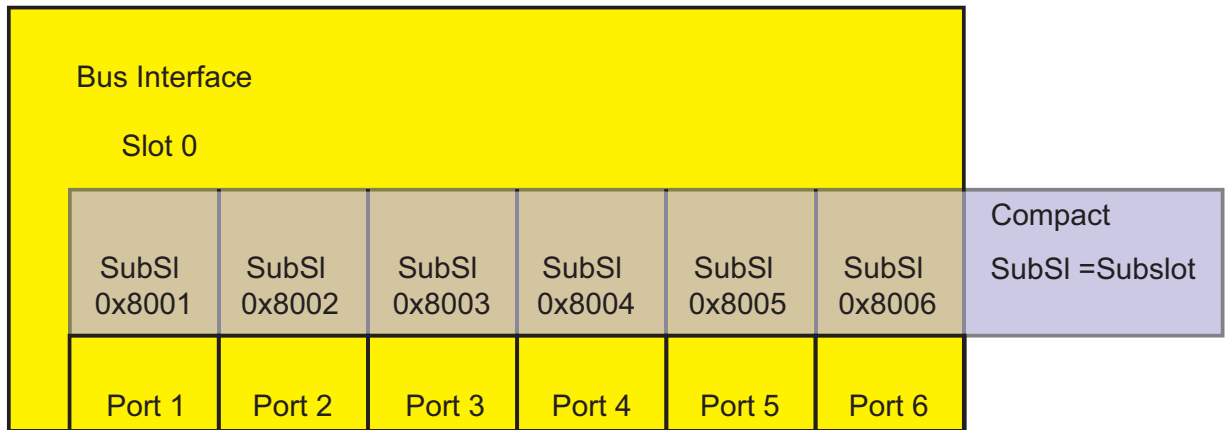 Bus Interface
Slot 0
Compact
SubSl =Subslot
SubSl 0x8001
SubSl 0x8002
SubSl 0x8003
SubSl 0x8004
SubSl 0x8005
SubSl 0x8006
Port 1
Port 2
Port 3
Port 4
Port 5
Port 6